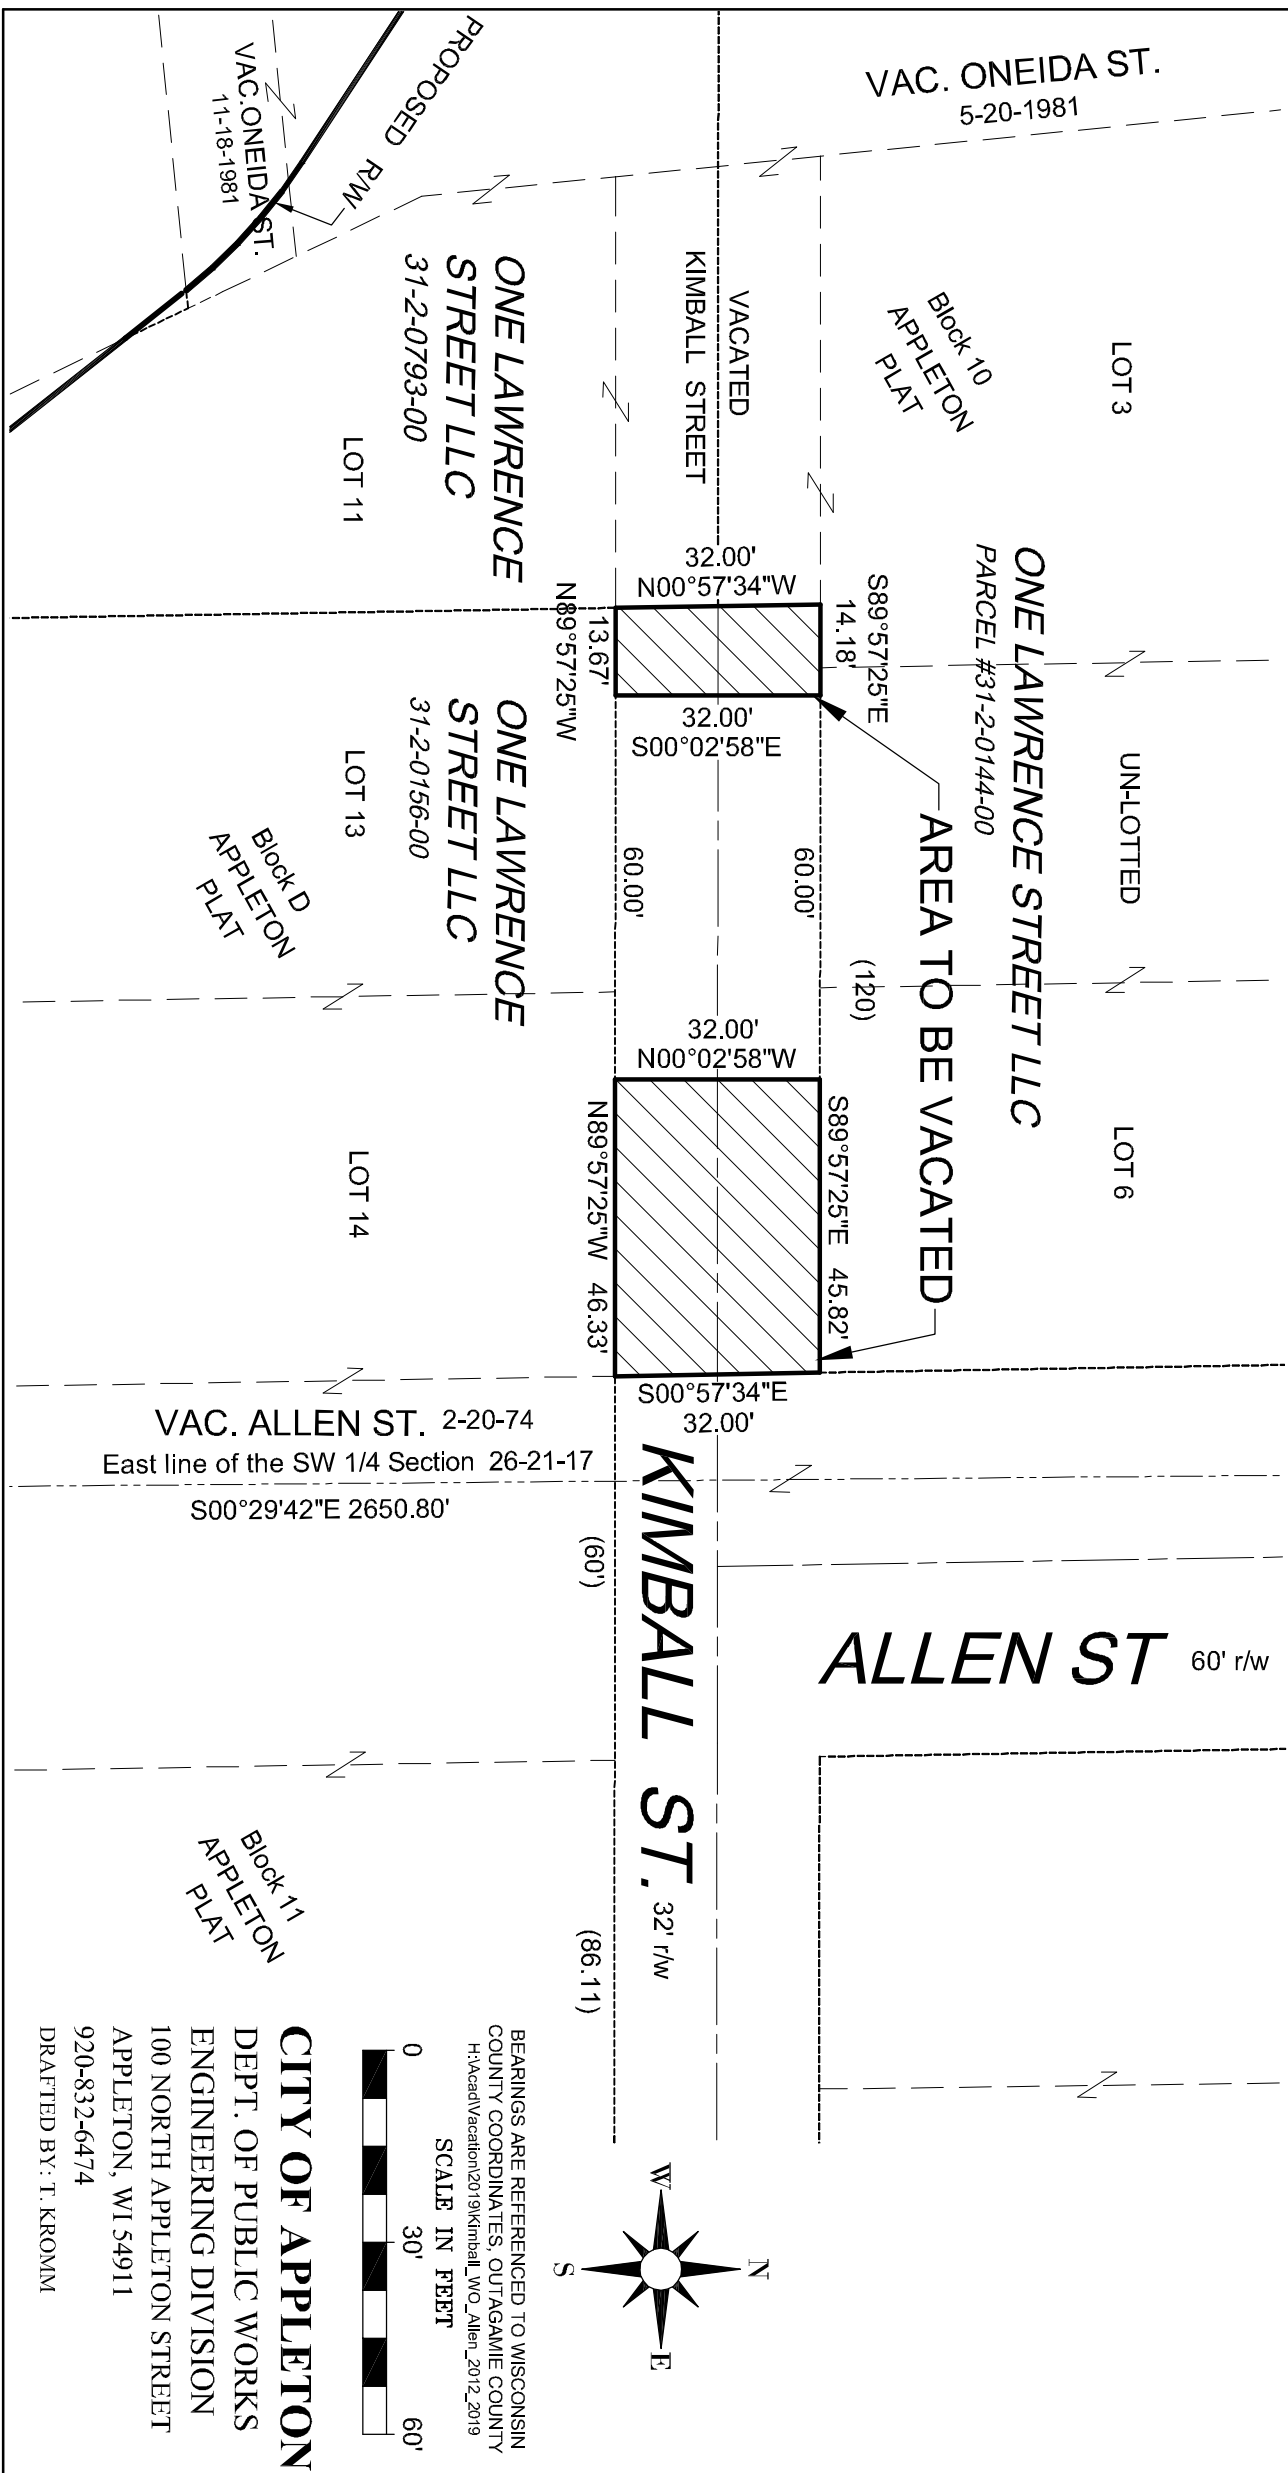 VAC. ONEIDA ST.
5-20-1981
PROPOSED R/W
VAC.ONEIDA ST.
11-18-1981
LOT 3
Block 10
APPLETON
PLAT
VACATED
KIMBALL STREET
ONE LAWRENCE
STREET LLC
31-2-0793-00
LOT 11
ONE LAWRENCE STREET LLC
PARCEL #31-2-0144-00
UN-LOTTED
LOT 6
AREA TO BE VACATED
32.00'
N00°57'34"W
S89°57'25"E
14.18'
13.67'
N89°57'25"W
32.00'
S00°02'58"E
60.00'
60.00'
(120)
ONE LAWRENCE
STREET LLC
31-2-0156-00
LOT 13
Block D
APPLETON
PLAT
32.00'
N00°02'58"W
S89°57'25"E 45.82'
N89°57'25"W 46.33'
S00°57'34"E
32.00'
LOT 14
VAC. ALLEN ST. 2-20-74
East line of the SW 1/4 Section 26-21-17
S00°29'42"E 2650.80'
(60')
KIMBALL ST. 32' r/w
ALLEN ST 60' r/w
(86.11)
Block 11
APPLETON
PLAT
N
W
E
S
BEARINGS ARE REFERENCED TO WISCONSIN
COUNTY COORDINATES, OUTAGAMIE COUNTY
H:\Acad\Vacation\2019\Kimball_WO_Allen_2012_2019
SCALE IN FEET
0 30' 60'
CITY OF APPLETON
DEPT. OF PUBLIC WORKS
ENGINEERING DIVISION
100 NORTH APPLETON STREET
APPLETON, WI 54911
920-832-6474
DRAFTED BY: T. KROMM